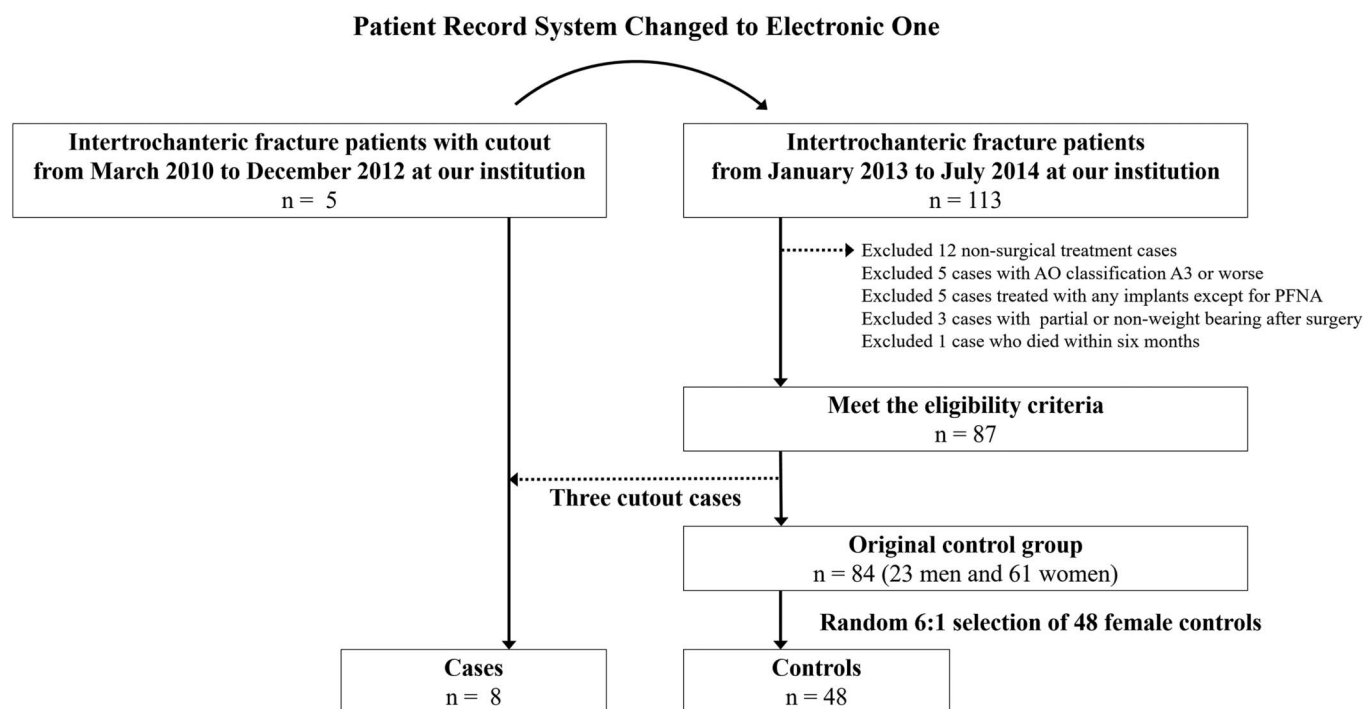 Patient Record System Changed to Electronic One
Intertrochanteric fracture patients with cutout
from March 2010 to December 2012 at our institution
n = 5
Intertrochanteric fracture patients
from January 2013 to July 2014 at our institution
n = 113
Excluded 12 non-surgical treatment cases
Excluded 5 cases with AO classification A3 or worse
Excluded 5 cases treated with any implants except for PFNA
Excluded 3 cases with partial or non-weight bearing after surgery
Excluded 1 case who died within six months
Meet the eligibility criteria
n = 87
Three cutout cases
Original control group
n = 84 (23 men and 61 women)
Random 6:1 selection of 48 female controls
Cases
n = 8
Controls
n = 48